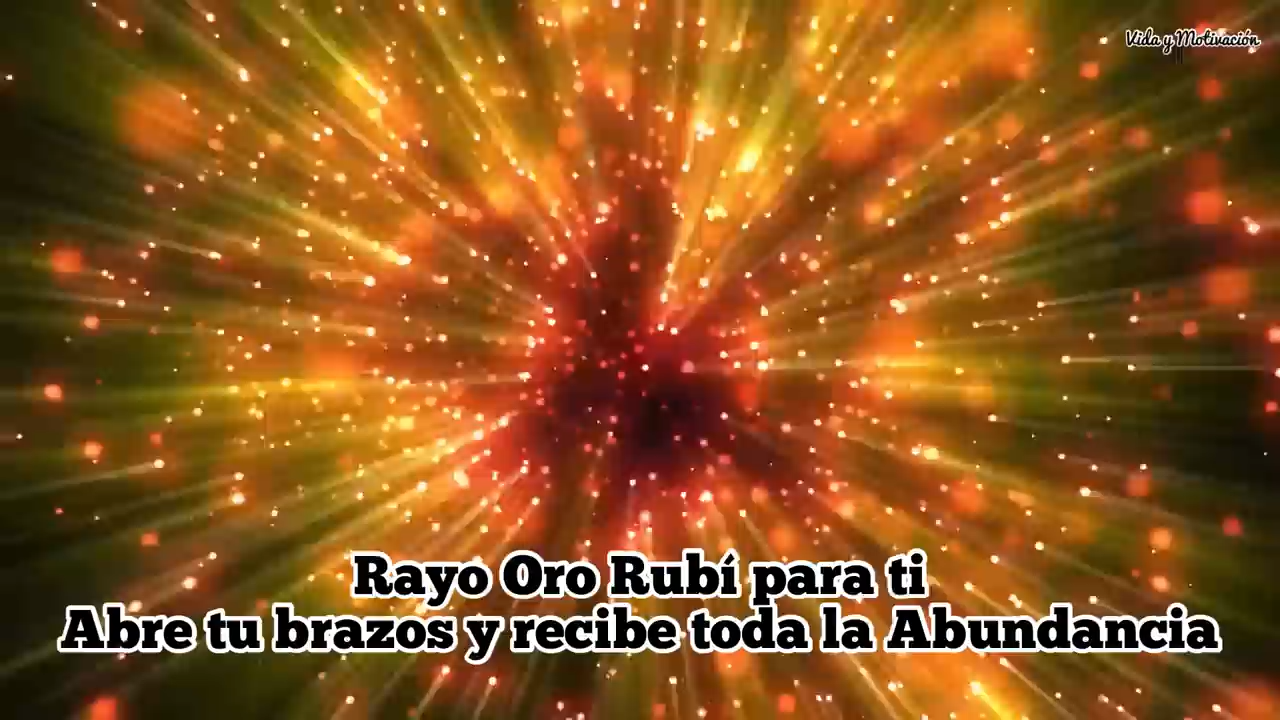 Vida y Motivación
Rayo Oro Rubí para ti
Abre tu brazos y recibe toda la Abundancia